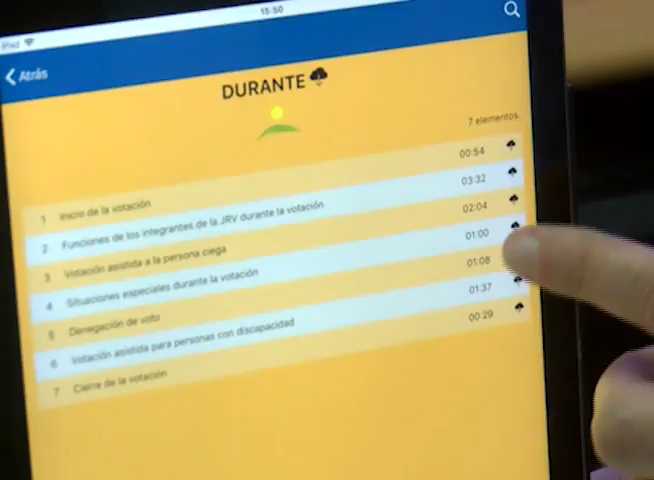 iPad
15:50
Atrás
DURANTE
7 elementos
1 Inicio de la votación 00:54
2 Funciones de los integrantes de la JRV durante la votación 03:32
3 Votación asistida a la persona ciega 02:04
4 Situaciones especiales durante la votación 01:00
5 Denegación de voto 01:08
6 Votación asistida para personas con discapacidad 01:37
7 Cierre de la votación 00:29